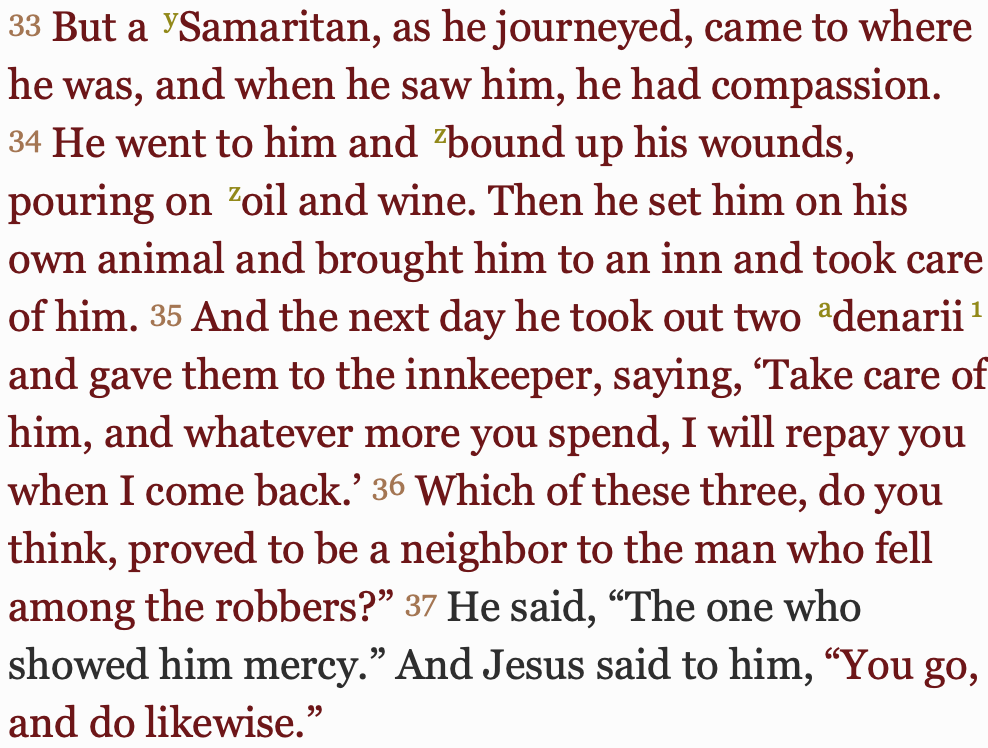 33 But a ySamaritan, as he journeyed, came to where
he was, and when he saw him, he had compassion.
34 He went to him and zbound up his wounds,
pouring on zoil and wine. Then he set him on his
own animal and brought him to an inn and took care
of him. 35 And the next day he took out two adenarii1
and gave them to the innkeeper, saying, ‘Take care of
him, and whatever more you spend, I will repay you
when I come back.’ 36 Which of these three, do you
think, proved to be a neighbor to the man who fell
among the robbers?” 37 He said, “The one who
showed him mercy.” And Jesus said to him, “You go,
and do likewise.”